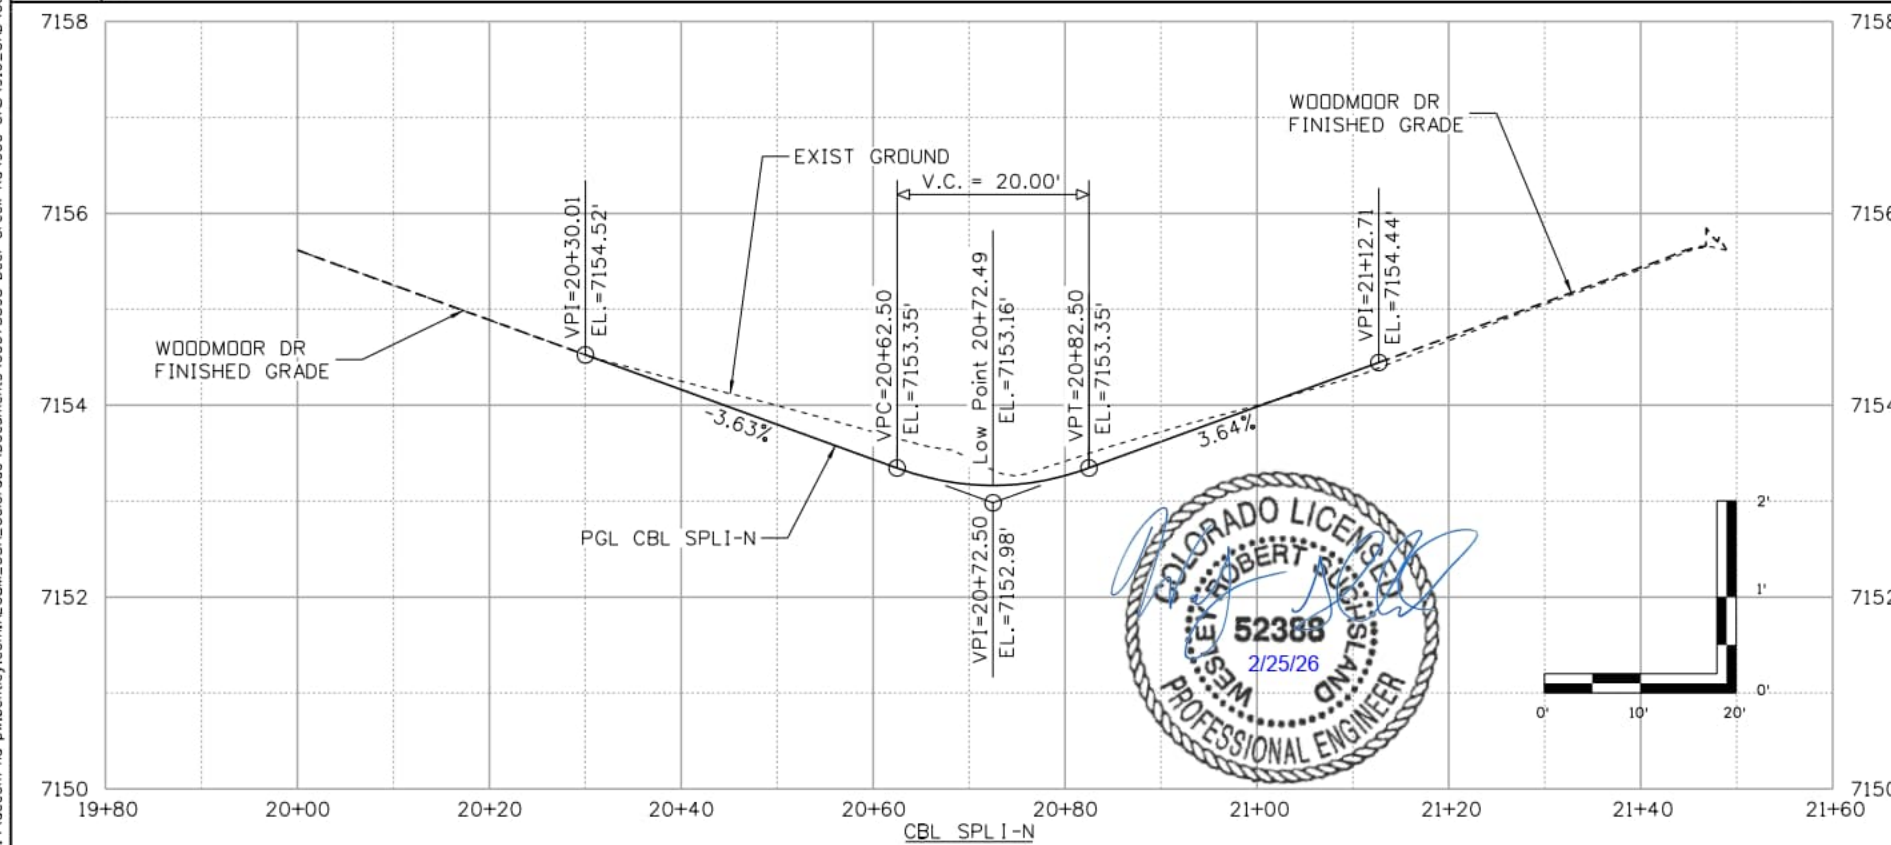 7158
7158
7156
7156
7154
7154
7152
7152
7150
7150
WOODMOOR DR
FINISHED GRADE
EXIST GROUND
V.C. = 20.00'
WOODMOOR DR
FINISHED GRADE
VPI=20+30.01
EL.=7154.52'
VPC=20+62.50
EL.=7153.35'
Low Point 20+72.49
EL.=7153.16'
VPT=20+82.50
EL.=7153.35'
VPI=21+12.71
EL.=7154.44'
-3.63%
3.64%
PGL CBL SPLI-N
VPI=20+72.50
EL.=7152.98'
COLORADO LICENSED
WESLEY ROBERT SUCHSLAND
52388
2/25/26
PROFESSIONAL ENGINEER
2'
1'
0'
0'
10'
20'
19+80
20+00
20+20
20+40
20+60
20+80
21+00
21+20
21+40
21+60
CBL SPLI-N